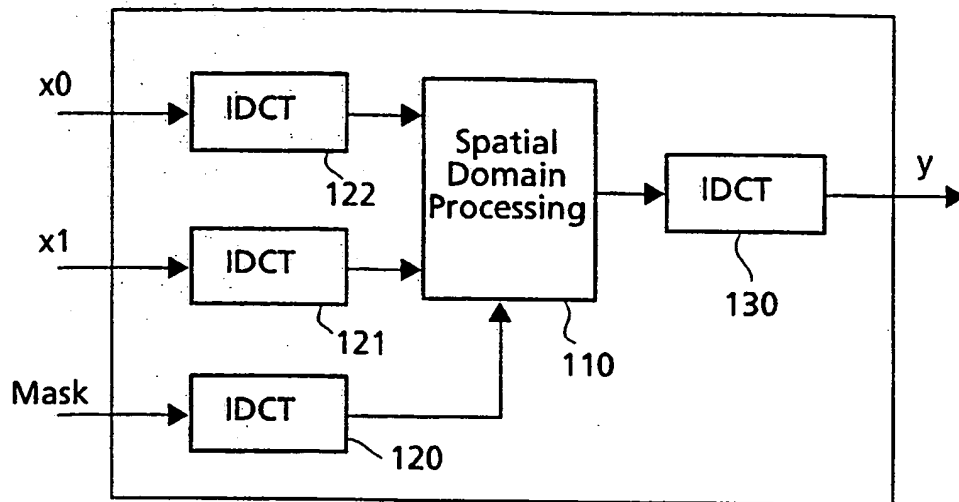 x0
IDCT
122
x1
IDCT
121
Mask
IDCT
120
Spatial
Domain
Processing
110
IDCT
130
y